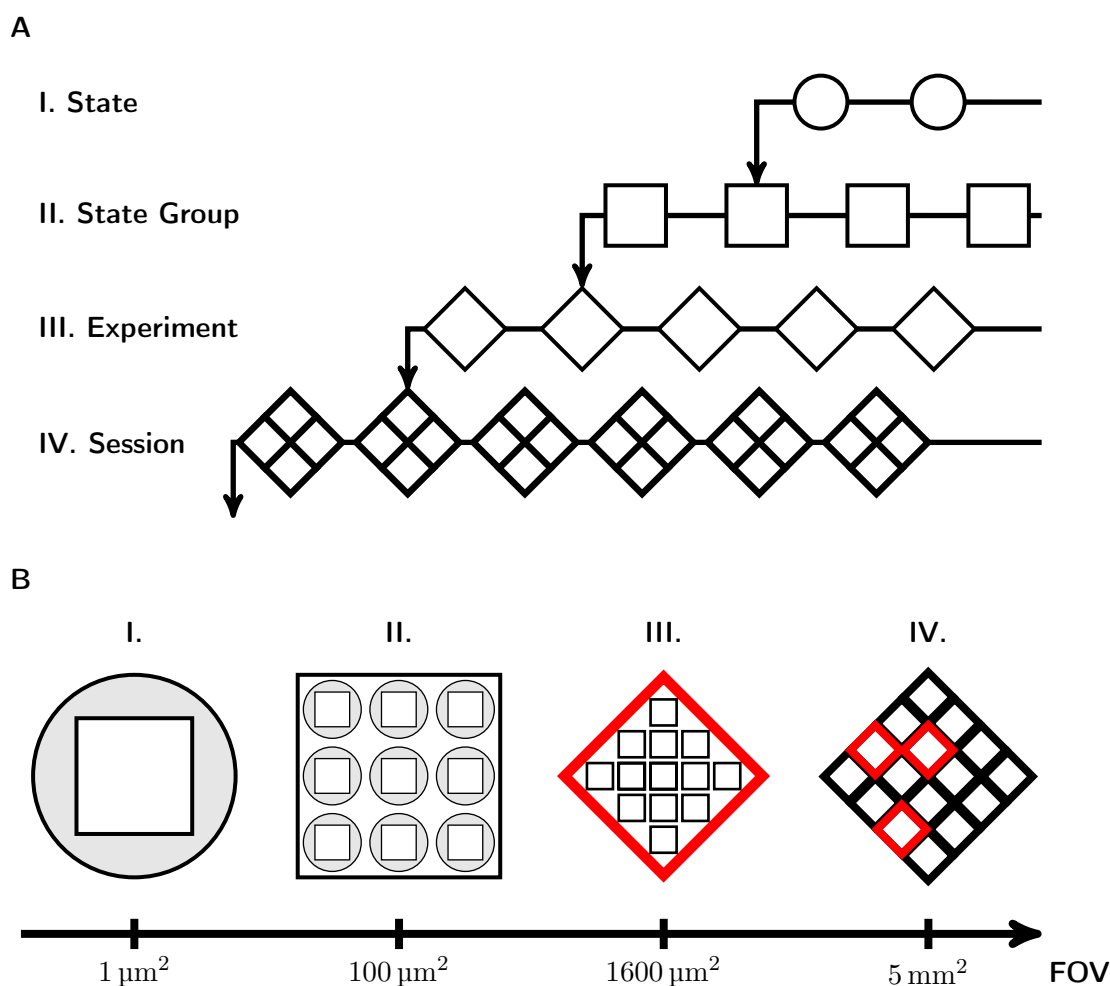 A
I. State
II. State Group
III. Experiment
IV. Session
B
I. II. III. IV.
1 µm² 100 µm² 1600 µm² 5 mm² FOV